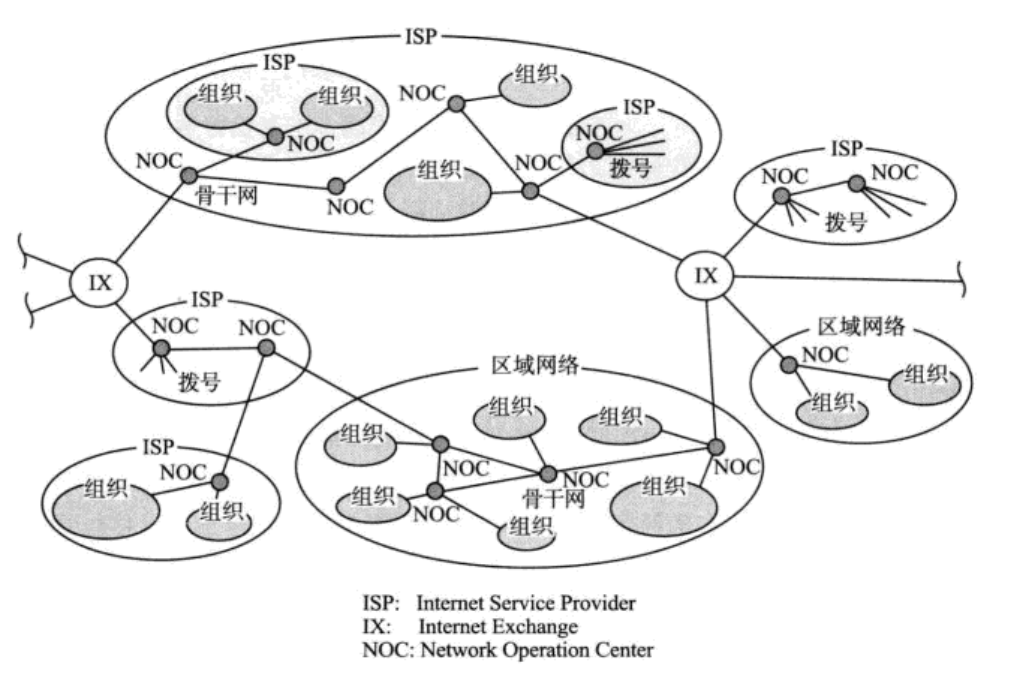 ISP
ISP
组织
组织
NOC
NOC
骨干网
NOC
NOC
组织
组织
NOC
ISP
NOC
拨号
ISP
NOC
NOC
拨号
IX
IX
ISP
NOC
NOC
拨号
区域网络
NOC
组织
组织
ISP
NOC
组织
组织
区域网络
组织
组织
组织
NOC
NOC
骨干网
NOC
组织
NOC
组织
组织
ISP: Internet Service Provider
IX: Internet Exchange
NOC: Network Operation Center